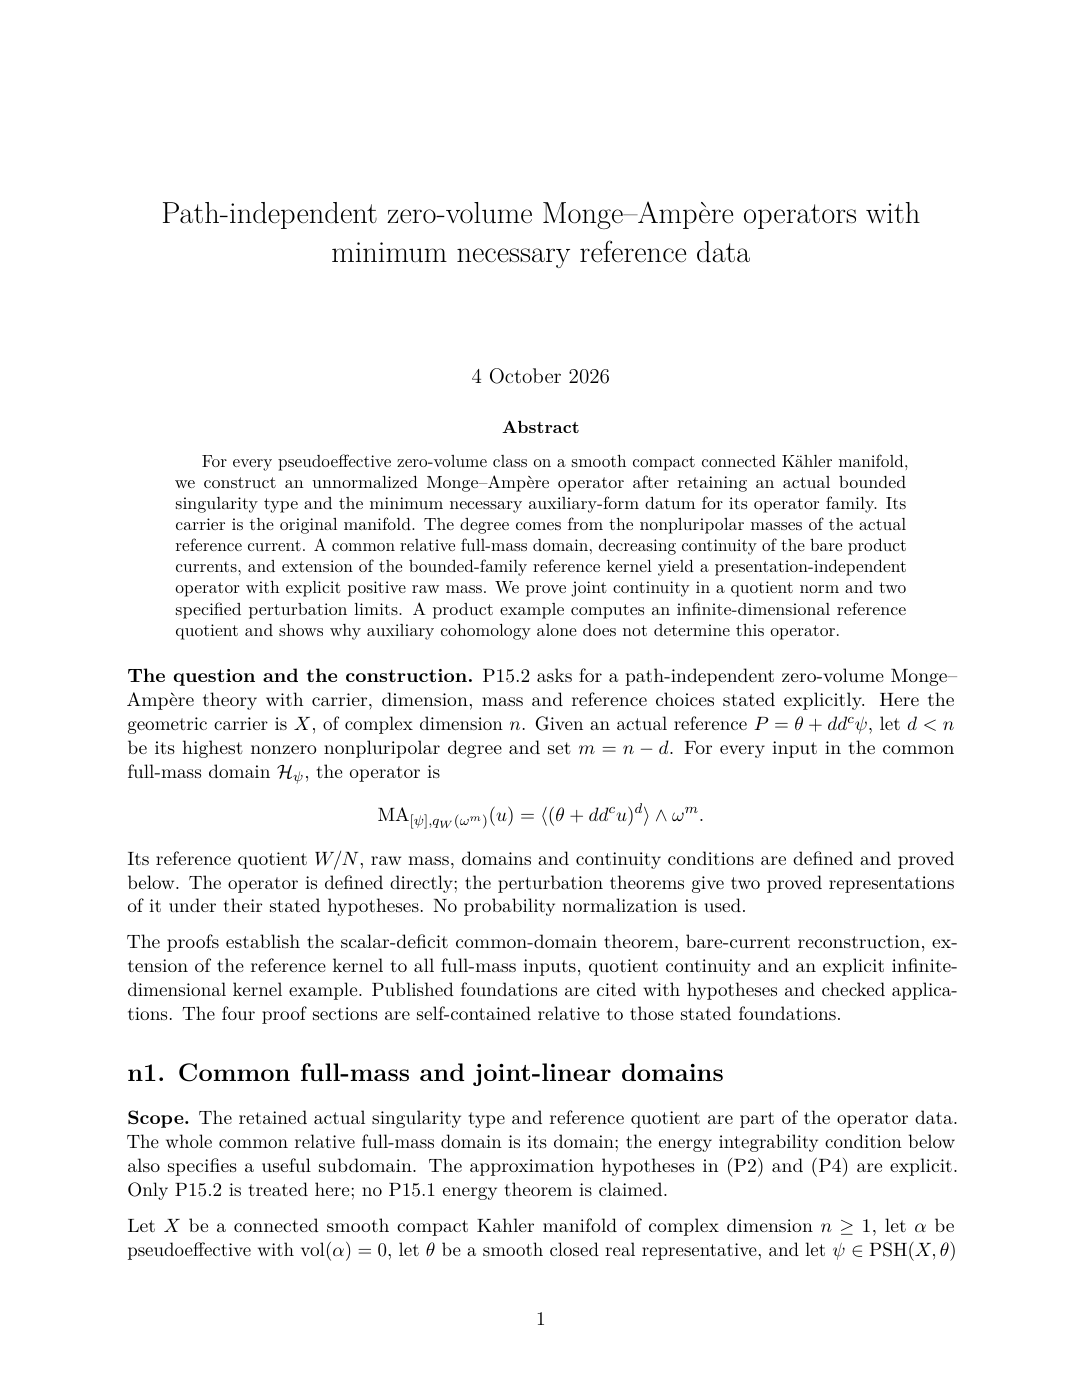 Path-independent zero-volume Monge–Ampère operators with
minimum necessary reference data
4 October 2026
Abstract
For every pseudoeffective zero-volume class on a smooth compact connected Kähler manifold,
we construct an unnormalized Monge–Ampère operator after retaining an actual bounded
singularity type and the minimum necessary auxiliary-form datum for its operator family. Its
carrier is the original manifold. The degree comes from the nonpluripolar masses of the actual
reference current. A common relative full-mass domain, decreasing continuity of the bare product
currents, and extension of the bounded-family reference kernel yield a presentation-independent
operator with explicit positive raw mass. We prove joint continuity in a quotient norm and two
specified perturbation limits. A product example computes an infinite-dimensional reference
quotient and shows why auxiliary cohomology alone does not determine this operator.
The question and the construction. P15.2 asks for a path-independent zero-volume Monge–
Ampère theory with carrier, dimension, mass and reference choices stated explicitly. Here the
geometric carrier is X, of complex dimension n. Given an actual reference P = θ + dd^cψ, let d < n
be its highest nonzero nonpluripolar degree and set m = n − d. For every input in the common
full-mass domain ℋ_ψ, the operator is
MA_{[ψ],q_W(ω^m)}(u) = ⟨(θ + dd^c u)^d⟩ ∧ ω^m.
Its reference quotient W/N, raw mass, domains and continuity conditions are defined and proved
below. The operator is defined directly; the perturbation theorems give two proved representations
of it under their stated hypotheses. No probability normalization is used.
The proofs establish the scalar-deficit common-domain theorem, bare-current reconstruction, ex-
tension of the reference kernel to all full-mass inputs, quotient continuity and an explicit infinite-
dimensional kernel example. Published foundations are cited with hypotheses and checked applica-
tions. The four proof sections are self-contained relative to those stated foundations.
n1. Common full-mass and joint-linear domains
Scope. The retained actual singularity type and reference quotient are part of the operator data.
The whole common relative full-mass domain is its domain; the energy integrability condition below
also specifies a useful subdomain. The approximation hypotheses in (P2) and (P4) are explicit.
Only P15.2 is treated here; no P15.1 energy theorem is claimed.
Let X be a connected smooth compact Kahler manifold of complex dimension n ≥ 1, let α be
pseudoeffective with vol(α) = 0, let θ be a smooth closed real representative, and let ψ ∈ PSH(X, θ)
1